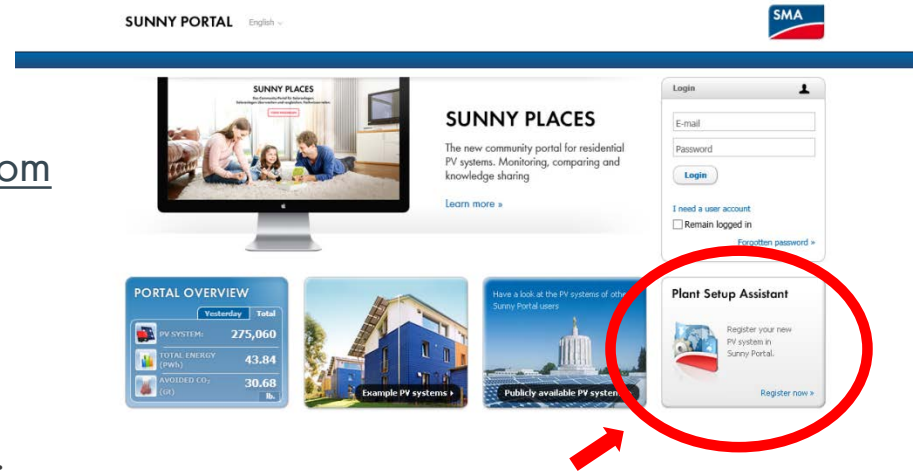 SUNNY PORTAL English
SMA
SUNNY PLACES
SUNNY PLACES
The new community portal for residential
PV systems. Monitoring, comparing and
knowledge sharing
Learn more »
Login
E-mail
Password
Login
I need a user account
Remain logged in
Forgotten password »
om
PORTAL OVERVIEW
Yesterday Total
PV SYSTEM: 275,060
TOTAL ENERGY
(PWh) 43.84
AVOIDED CO2
30.68
lb.
Example PV systems
Have a look at the PV systems of othe
Sunny Portal users
Publicly available PV system
Plant Setup Assistant
Register your new
PV system in
Sunny Portal.
Register now »
.